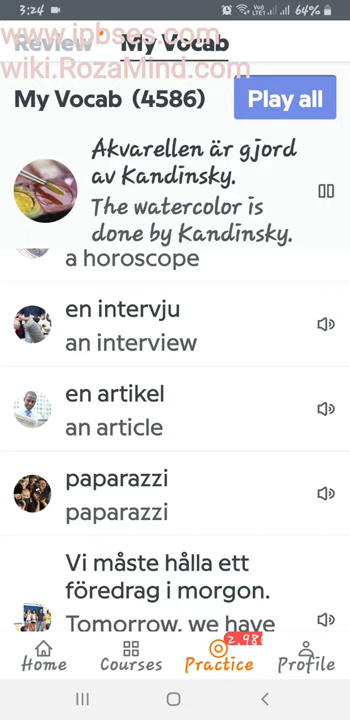 3:24
64%
www.ipbses.com
Review
My Vocab
wiki.RozaMind.com
My Vocab (4586)
Play all
Akvarellen är gjord
av Kandinsky.
The watercolor is
done by Kandinsky.
a horoscope
en intervju
an interview
en artikel
an article
paparazzi
paparazzi
Vi måste hålla ett
föredrag i morgon.
Tomorrow, we have
2.98
Home
Courses
Practice
Profile